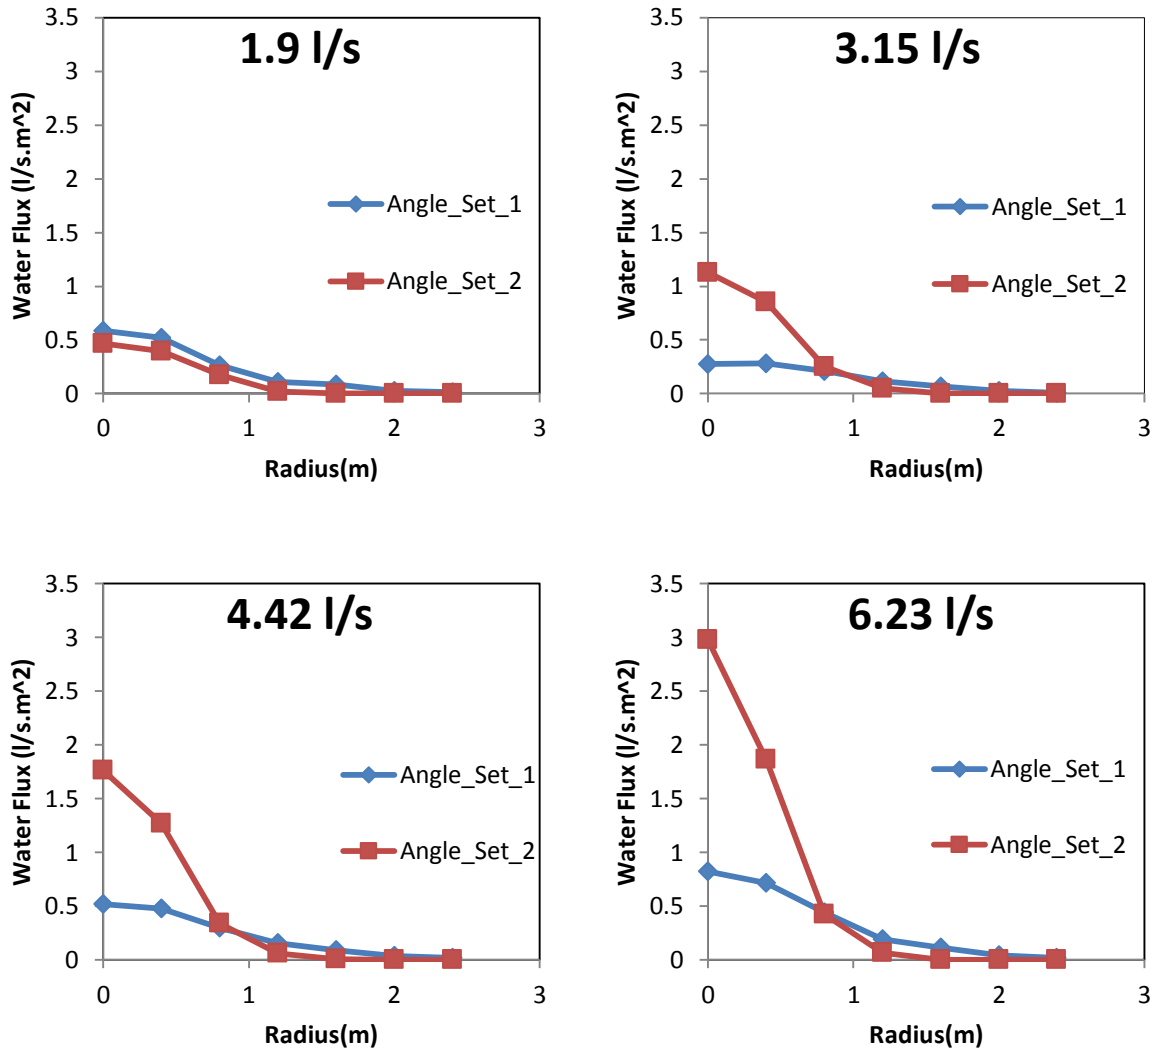 1.9 l/s
Water Flux (l/s.m^2)
3.5
3
2.5
2
1.5
1
0.5
0
Angle_Set_1
Angle_Set_2
0 1 2 3
Radius(m)
3.15 l/s
Water Flux (l/s.m^2)
3.5
3
2.5
2
1.5
1
0.5
0
Angle_Set_1
Angle_Set_2
0 1 2 3
Radius(m)
4.42 l/s
Water Flux (l/s.m^2)
3.5
3
2.5
2
1.5
1
0.5
0
Angle_Set_1
Angle_Set_2
0 1 2 3
Radius(m)
6.23 l/s
Water Flux (l/s.m^2)
3.5
3
2.5
2
1.5
1
0.5
0
Angle_Set_1
Angle_Set_2
0 1 2 3
Radius(m)